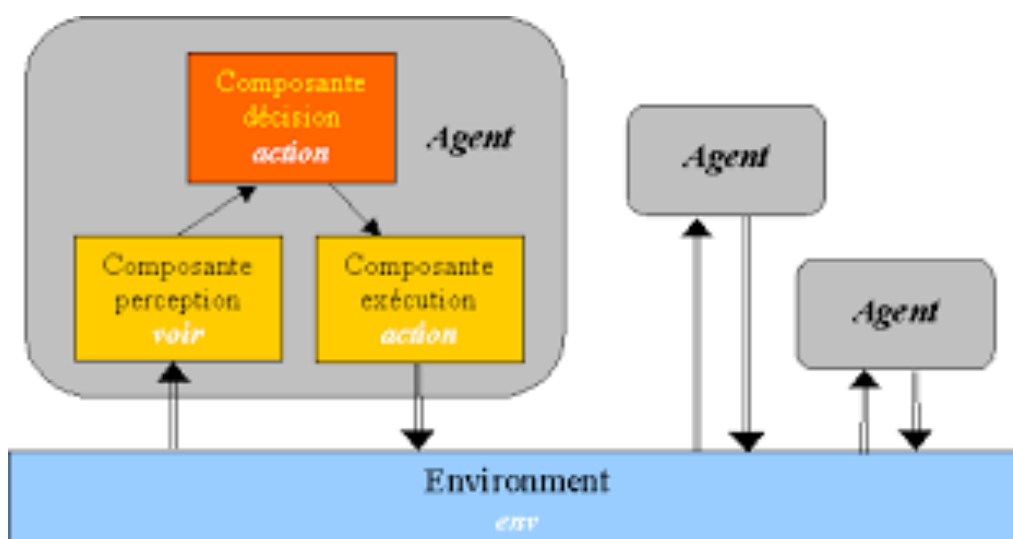 Composante
décision
action
Agent
Composante
perception
voir
Composante
exécution
action
Agent
Agent
Environment
env